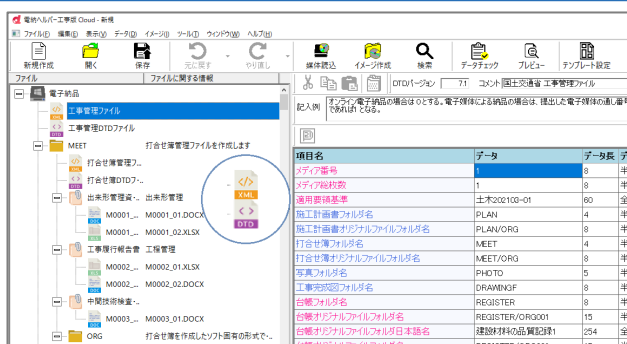 電納ヘルパー工事版 Cloud - 新規
ファイル(F) 編集(E) 表示(V) データ(D) イメージ(I) ツール(T) ウィンドウ(W) ヘルプ(H)
新規作成 開く 保存 元に戻す やり直し 媒体読込 イメージ作成 検索 データチェック プレビュー テンプレート設定
ファイル ファイルに関する情報
DTDバージョン 7.1 コメント 国土交通省 工事管理ファイル
電子納品
工事管理ファイル
工事管理DTDファイル
MEET 打合せ簿管理ファイルを作成します
打合せ簿管理フ...
打合せ簿DTDフ...
出来形管理資... 出来形管理
M0001_... M0001_01.DOCX
M0001_... M0001_02.XLSX
工事履行報告書 工程管理
M0002_... M0002_01.XLSX
M0002_... M0002_02.DOCX
中間技術検査...
M0003_... M0003_01.DOCX
ORG 打合せ簿を作成したソフト固有の形式で...
XML
DTD
記入例 オンライン電子納品の場合は 0 とする。電子媒体による納品の場合は、提出した電子媒体の通し番号
であれば1 となる。
項目名 データ データ長 デ
メディア番号 1 8 半
メディア総枚数 1 8 半
適用要領基準 土木202103-01 60 全
施工計画書フォルダ名 PLAN 4 半
施工計画書オリジナルファイルフォルダ名 PLAN/ORG 8 半
打合せ簿フォルダ名 MEET 4 半
打合せ簿オリジナルファイルフォルダ名 MEET/ORG 8 半
写真フォルダ名 PHOTO 5 半
工事完成図フォルダ名 DRAWINGF 8 半
台帳フォルダ名 REGISTER 8 半
台帳オリジナルファイルフォルダ名 REGISTER/ORG001 15 半
台帳オリジナルファイルフォルダ日本語名 建設材料の品質記録1 254 全